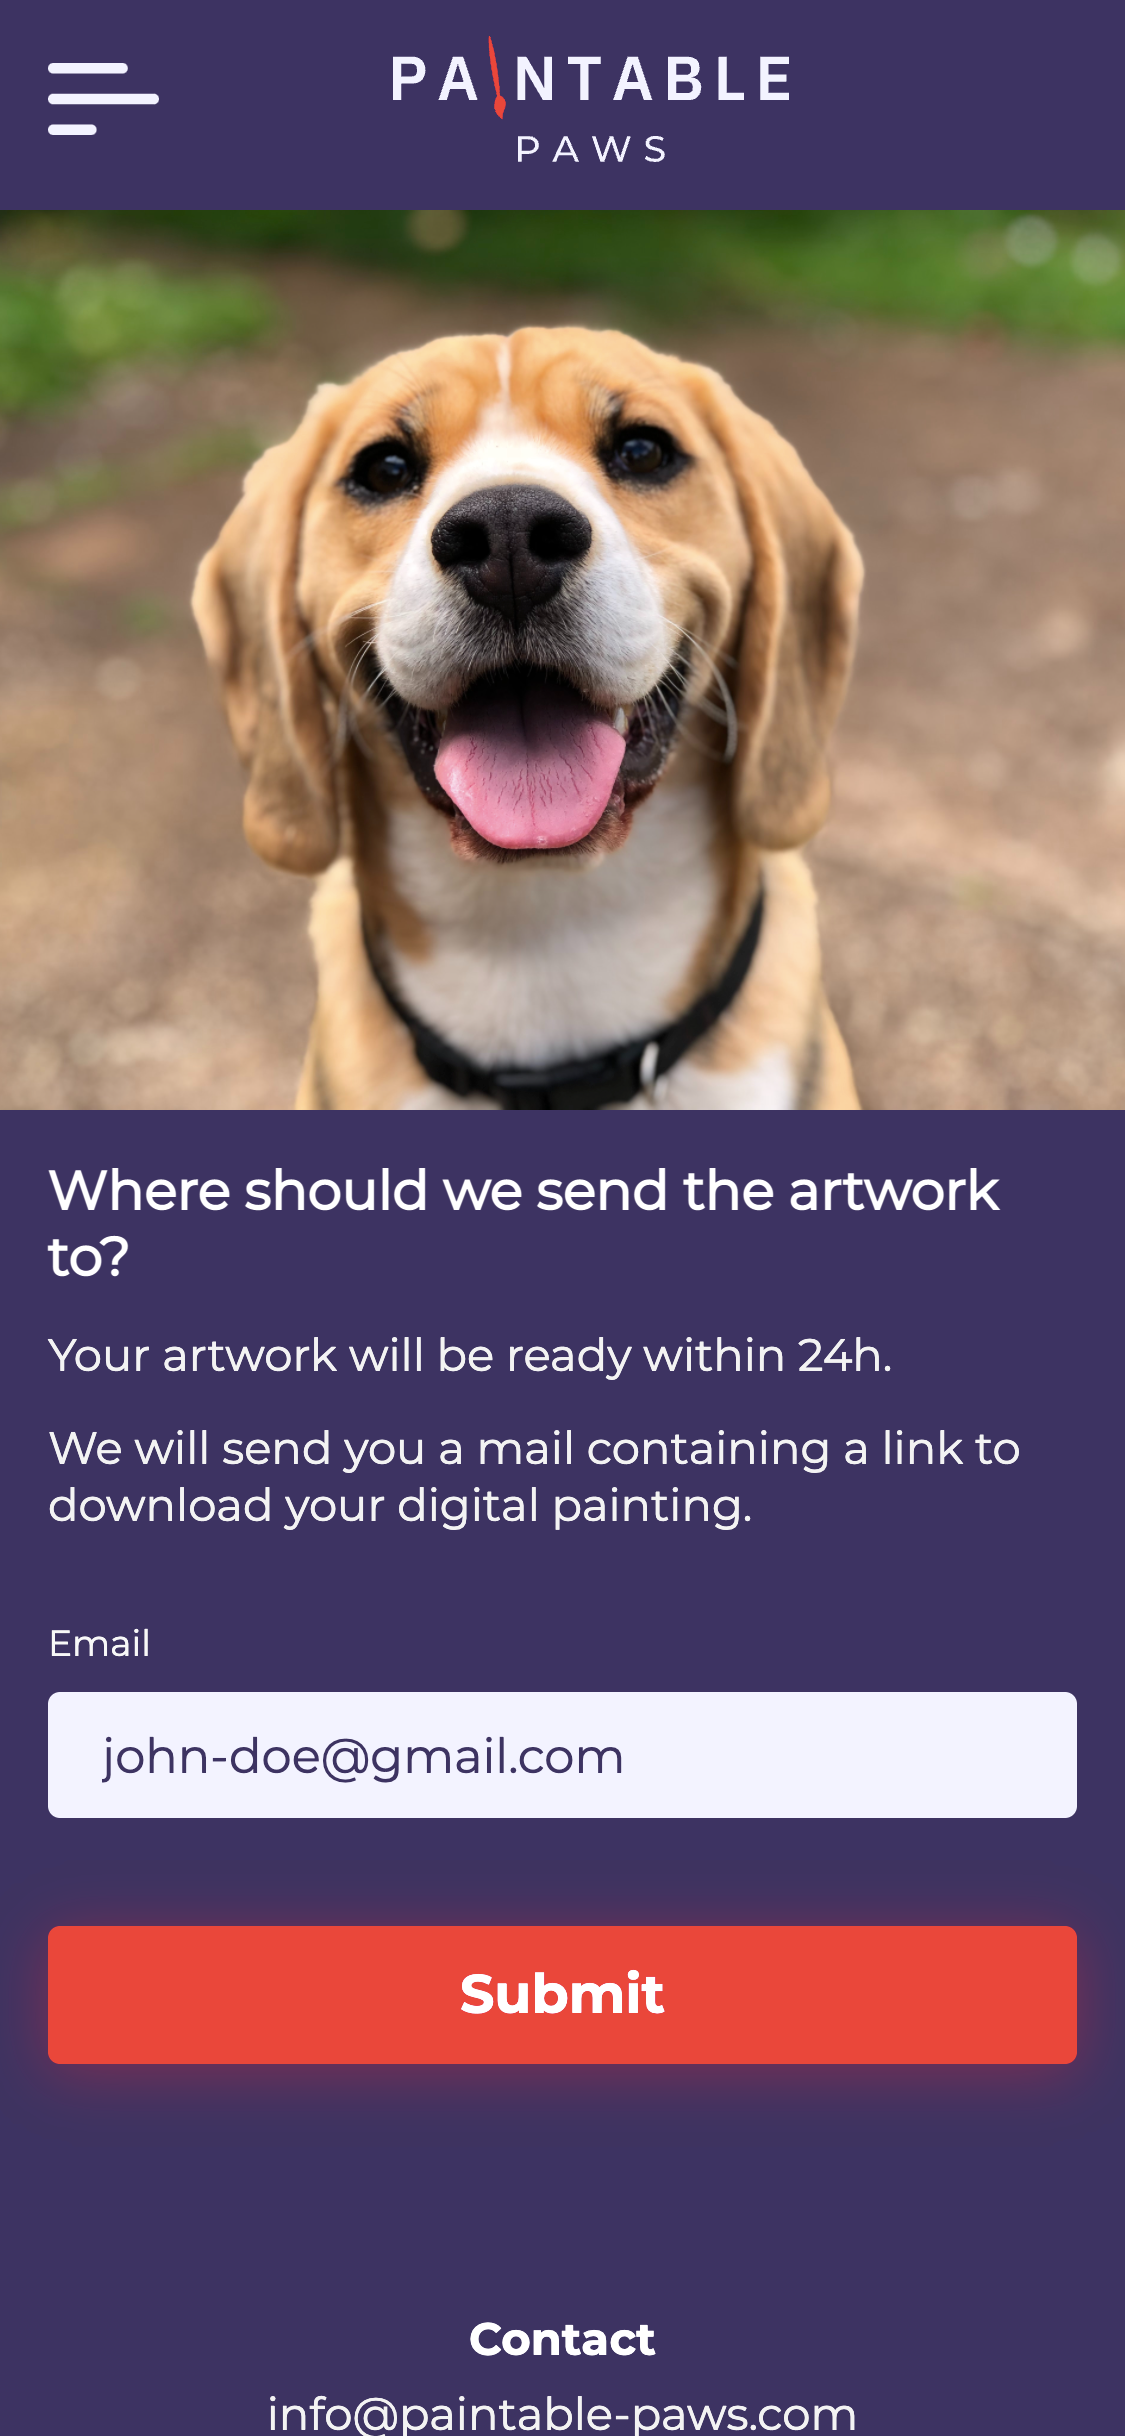 PAINTABLE
PAWS
Where should we send the artwork
to?
Your artwork will be ready within 24h.
We will send you a mail containing a link to
download your digital painting.
Email
john-doe@gmail.com
Submit
Contact
info@paintable-paws.com